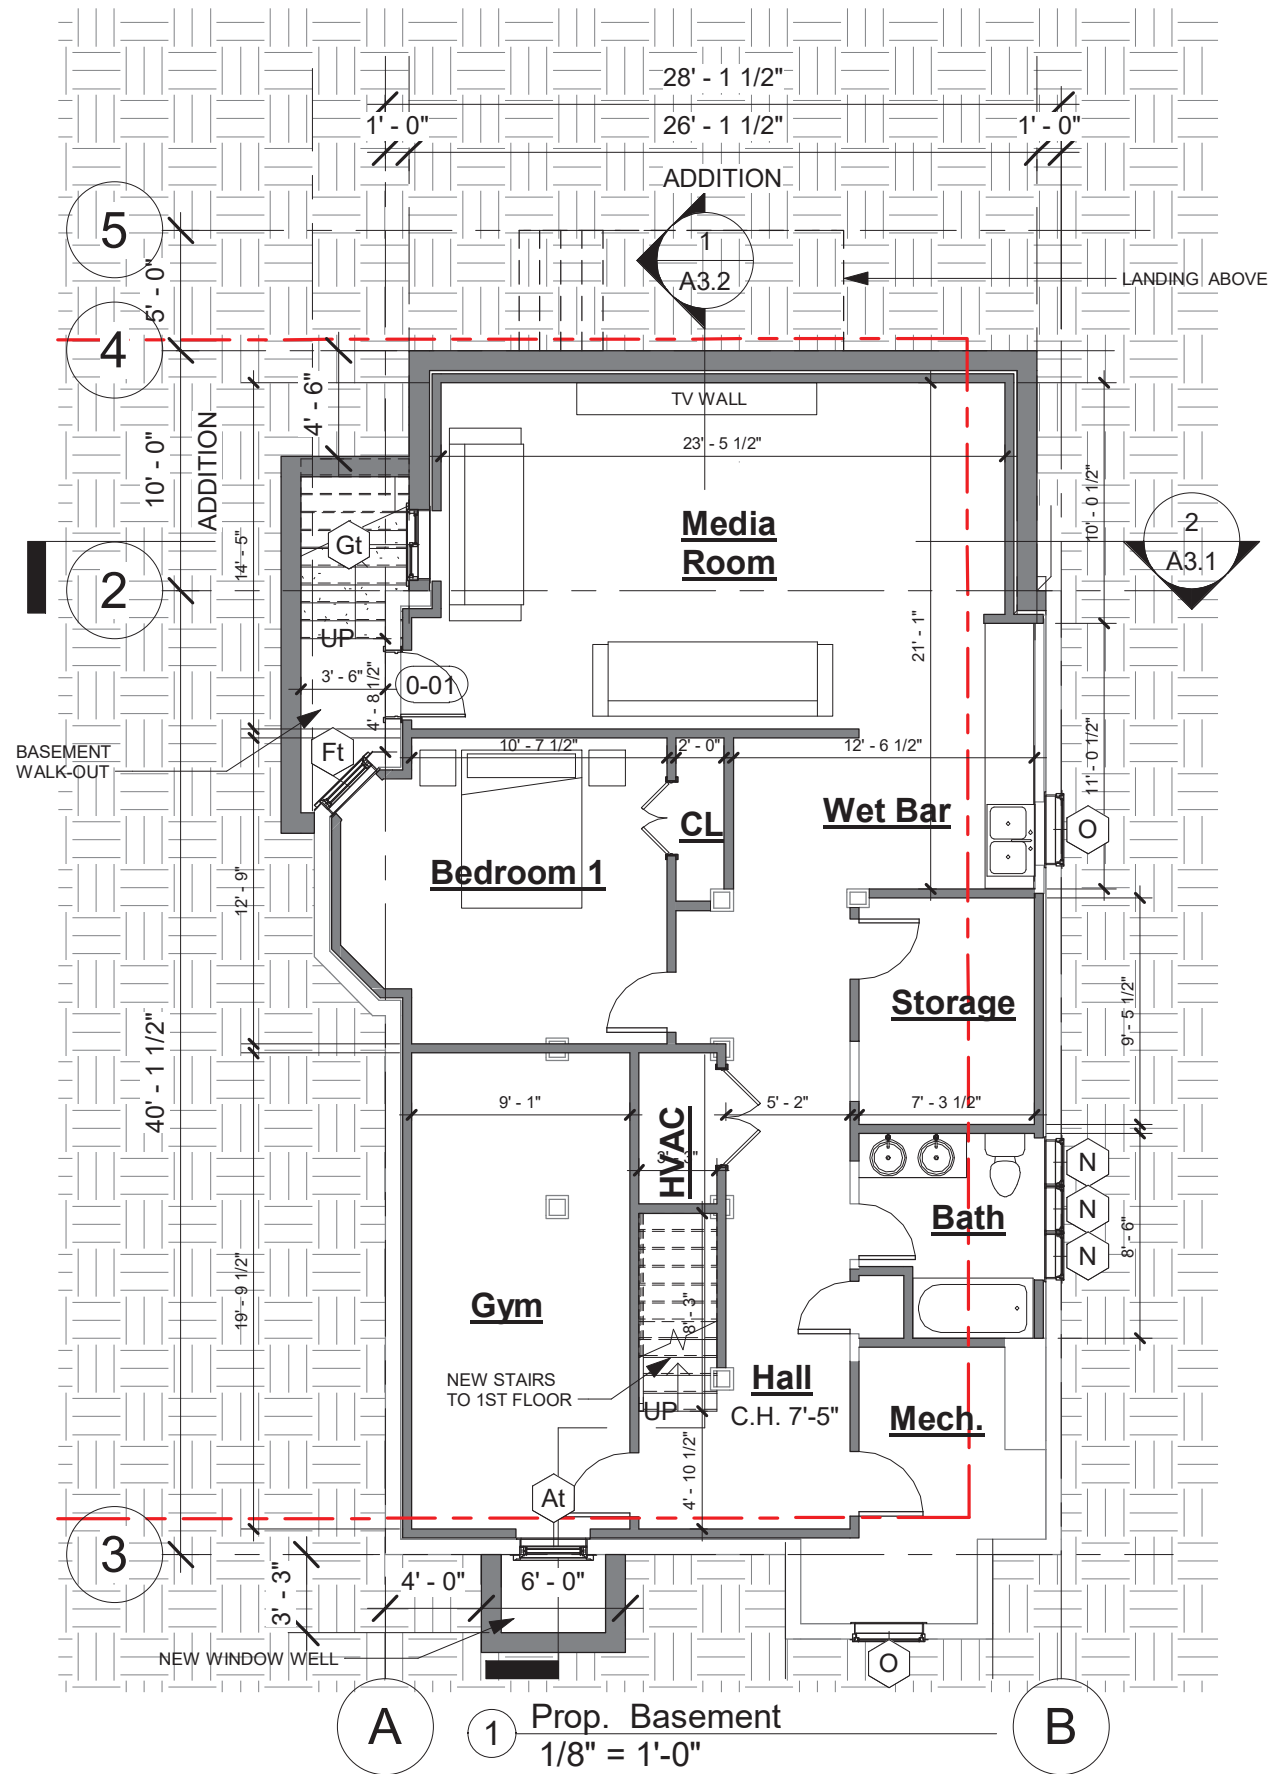 28' - 1 1/2"
1' - 0"
26' - 1 1/2"
1' - 0"
ADDITION
5
1
A3.2
LANDING ABOVE
5' - 0"
4
4' - 6"
TV WALL
23' - 5 1/2"
ADDITION
10' - 0"
14' - 5"
Gt
Media
Room
10' - 0 1/2"
2
A3.1
2
UP
3' - 6"
4' - 8 1/2"
0-01
21' - 1"
BASEMENT
WALK-OUT
Ft
10' - 7 1/2"
2' - 0"
12' - 6 1/2"
11' - 0 1/2"
CL
Wet Bar
O
Bedroom 1
12' - 9"
Storage
9' - 5 1/2"
40' - 1 1/2"
9' - 1"
5' - 2"
7' - 3 1/2"
HVAC
N
N
N
Bath
8' - 6"
19' - 9 1/2"
Gym
8' - 3"
NEW STAIRS
TO 1ST FLOOR
UP
Hall
C.H. 7'-5"
Mech.
4' - 10 1/2"
At
3
3' - 3"
4' - 0"
6' - 0"
NEW WINDOW WELL
O
A
1
Prop. Basement
1/8" = 1'-0"
B